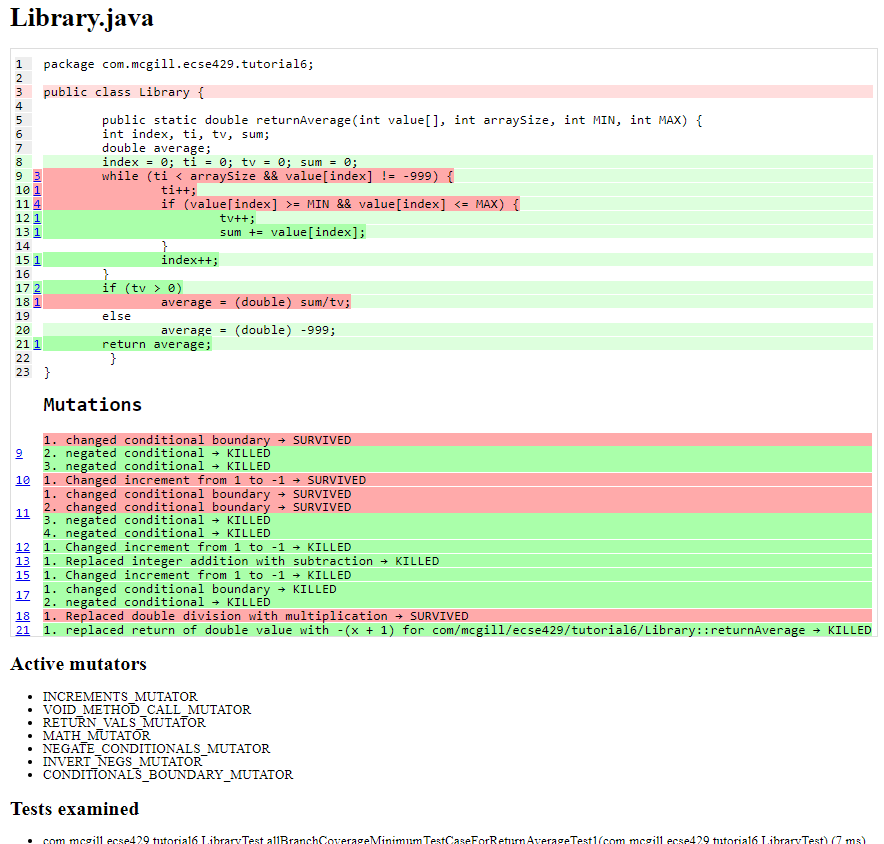 Library.java
1 package com.mcgill.ecse429.tutorial6;
2
3 public class Library {
4
5 public static double returnAverage(int value[], int arraySize, int MIN, int MAX) {
6 int index, ti, tv, sum;
7 double average;
8 index = 0; ti = 0; tv = 0; sum = 0;
9 3 while (ti < arraySize && value[index] != -999) {
10 1 ti++;
11 4 if (value[index] >= MIN && value[index] <= MAX) {
12 1 tv++;
13 1 sum += value[index];
14 }
15 1 index++;
16 }
17 2 if (tv > 0)
18 1 average = (double) sum/tv;
19 else
20 average = (double) -999;
21 1 return average;
22 }
23 }
Mutations
1. changed conditional boundary → SURVIVED
9 2. negated conditional → KILLED
3. negated conditional → KILLED
10 1. Changed increment from 1 to -1 → SURVIVED
1. changed conditional boundary → SURVIVED
2. changed conditional boundary → SURVIVED
11 3. negated conditional → KILLED
4. negated conditional → KILLED
12 1. Changed increment from 1 to -1 → KILLED
13 1. Replaced integer addition with subtraction → KILLED
15 1. Changed increment from 1 to -1 → KILLED
17 1. changed conditional boundary → KILLED
2. negated conditional → KILLED
18 1. Replaced double division with multiplication → SURVIVED
21 1. replaced return of double value with -(x + 1) for com/mcgill/ecse429/tutorial6/Library::returnAverage → KILLED
Active mutators
• INCREMENTS_MUTATOR
• VOID_METHOD_CALL_MUTATOR
• RETURN_VALS_MUTATOR
• MATH_MUTATOR
• NEGATE_CONDITIONALS_MUTATOR
• INVERT_NEGS_MUTATOR
• CONDITIONALS_BOUNDARY_MUTATOR
Tests examined
• com.mcgill.ecse429.tutorial6.LibraryTest.allBranchCoverageMinimumTestCaseForReturnAverageTest1(com.mcgill.ecse429.tutorial6.LibraryTest) (7 ms)